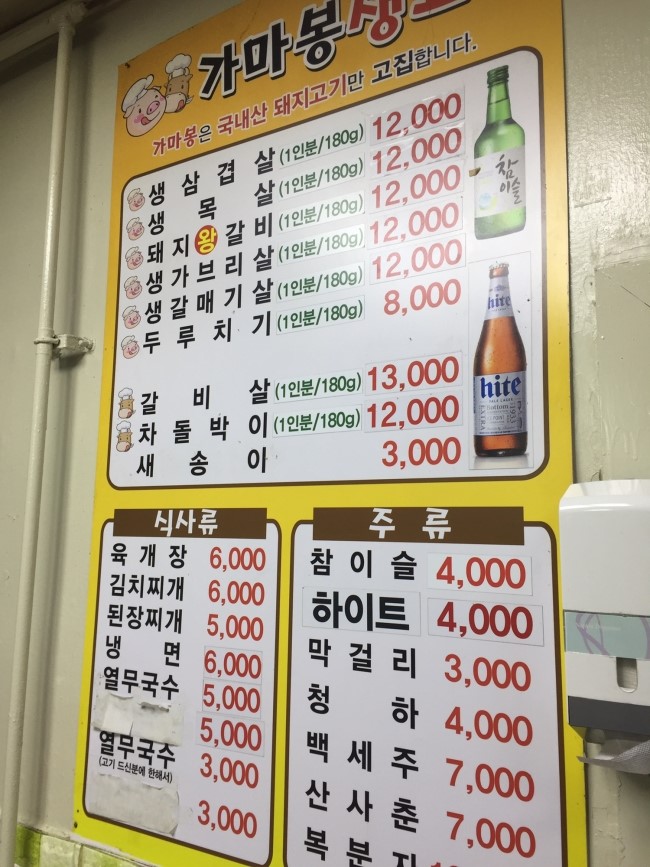 가마봉생
가마봉은 국내산 돼지고기만 고집합니다.
생삼겹살 (1인분/180g) 12,000
생목살 (1인분/180g) 12,000
돼지왕갈비 (1인분/180g) 12,000
생가브리살 (1인분/180g) 12,000
생갈매기살 (1인분/180g) 12,000
두루치기 (1인분/180g) 8,000
갈비살 (1인분/180g) 13,000
차돌박이 (1인분/180g) 12,000
새송이 3,000
참이슬
hite
hite
식사류
육개장 6,000
김치찌개 6,000
된장찌개 5,000
냉면 6,000
열무국수 5,000
5,000
열무국수 3,000
(고기 드신분에 한해서)
3,000
주류
참이슬 4,000
하이트 4,000
막걸리 3,000
청하 4,000
백세주 7,000
산사춘 7,000
복분자